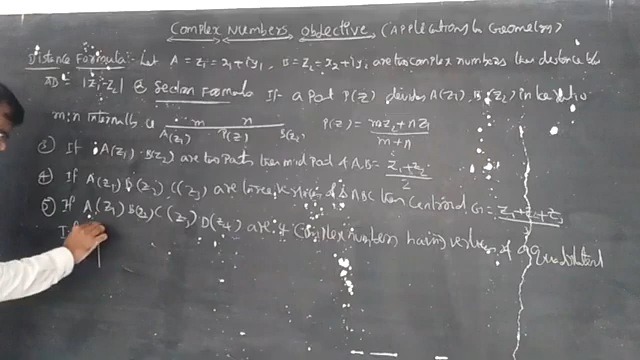 Complex Numbers Objective (Applications to Geometry)
Distance Formula :- Let A = z₁ = x₁+iy₁, B = z₂ = x₂+iy₂ are two complex numbers then distance b/w
AB = |z₁-z₂| ② Section Formula If a Point P(z) divides A(z₁), B(z₂) in the ratio
m:n internally is m n P(z) = mz₂+nz₁ / m+n
A(z₁) P(z) B(z₂)
③ If A(z₁) B(z₂) are two Points then mid Point of AB = z₁+z₂ / 2
④ If A(z₁) B(z₂) C(z₃) are vertices of Δ ABC then Centroid G = z₁+z₂+z₃
⑤ If A(z₁) B(z₂) C(z₃) D(z₄) are 4 Complex numbers having vertices of a Quadrilateral